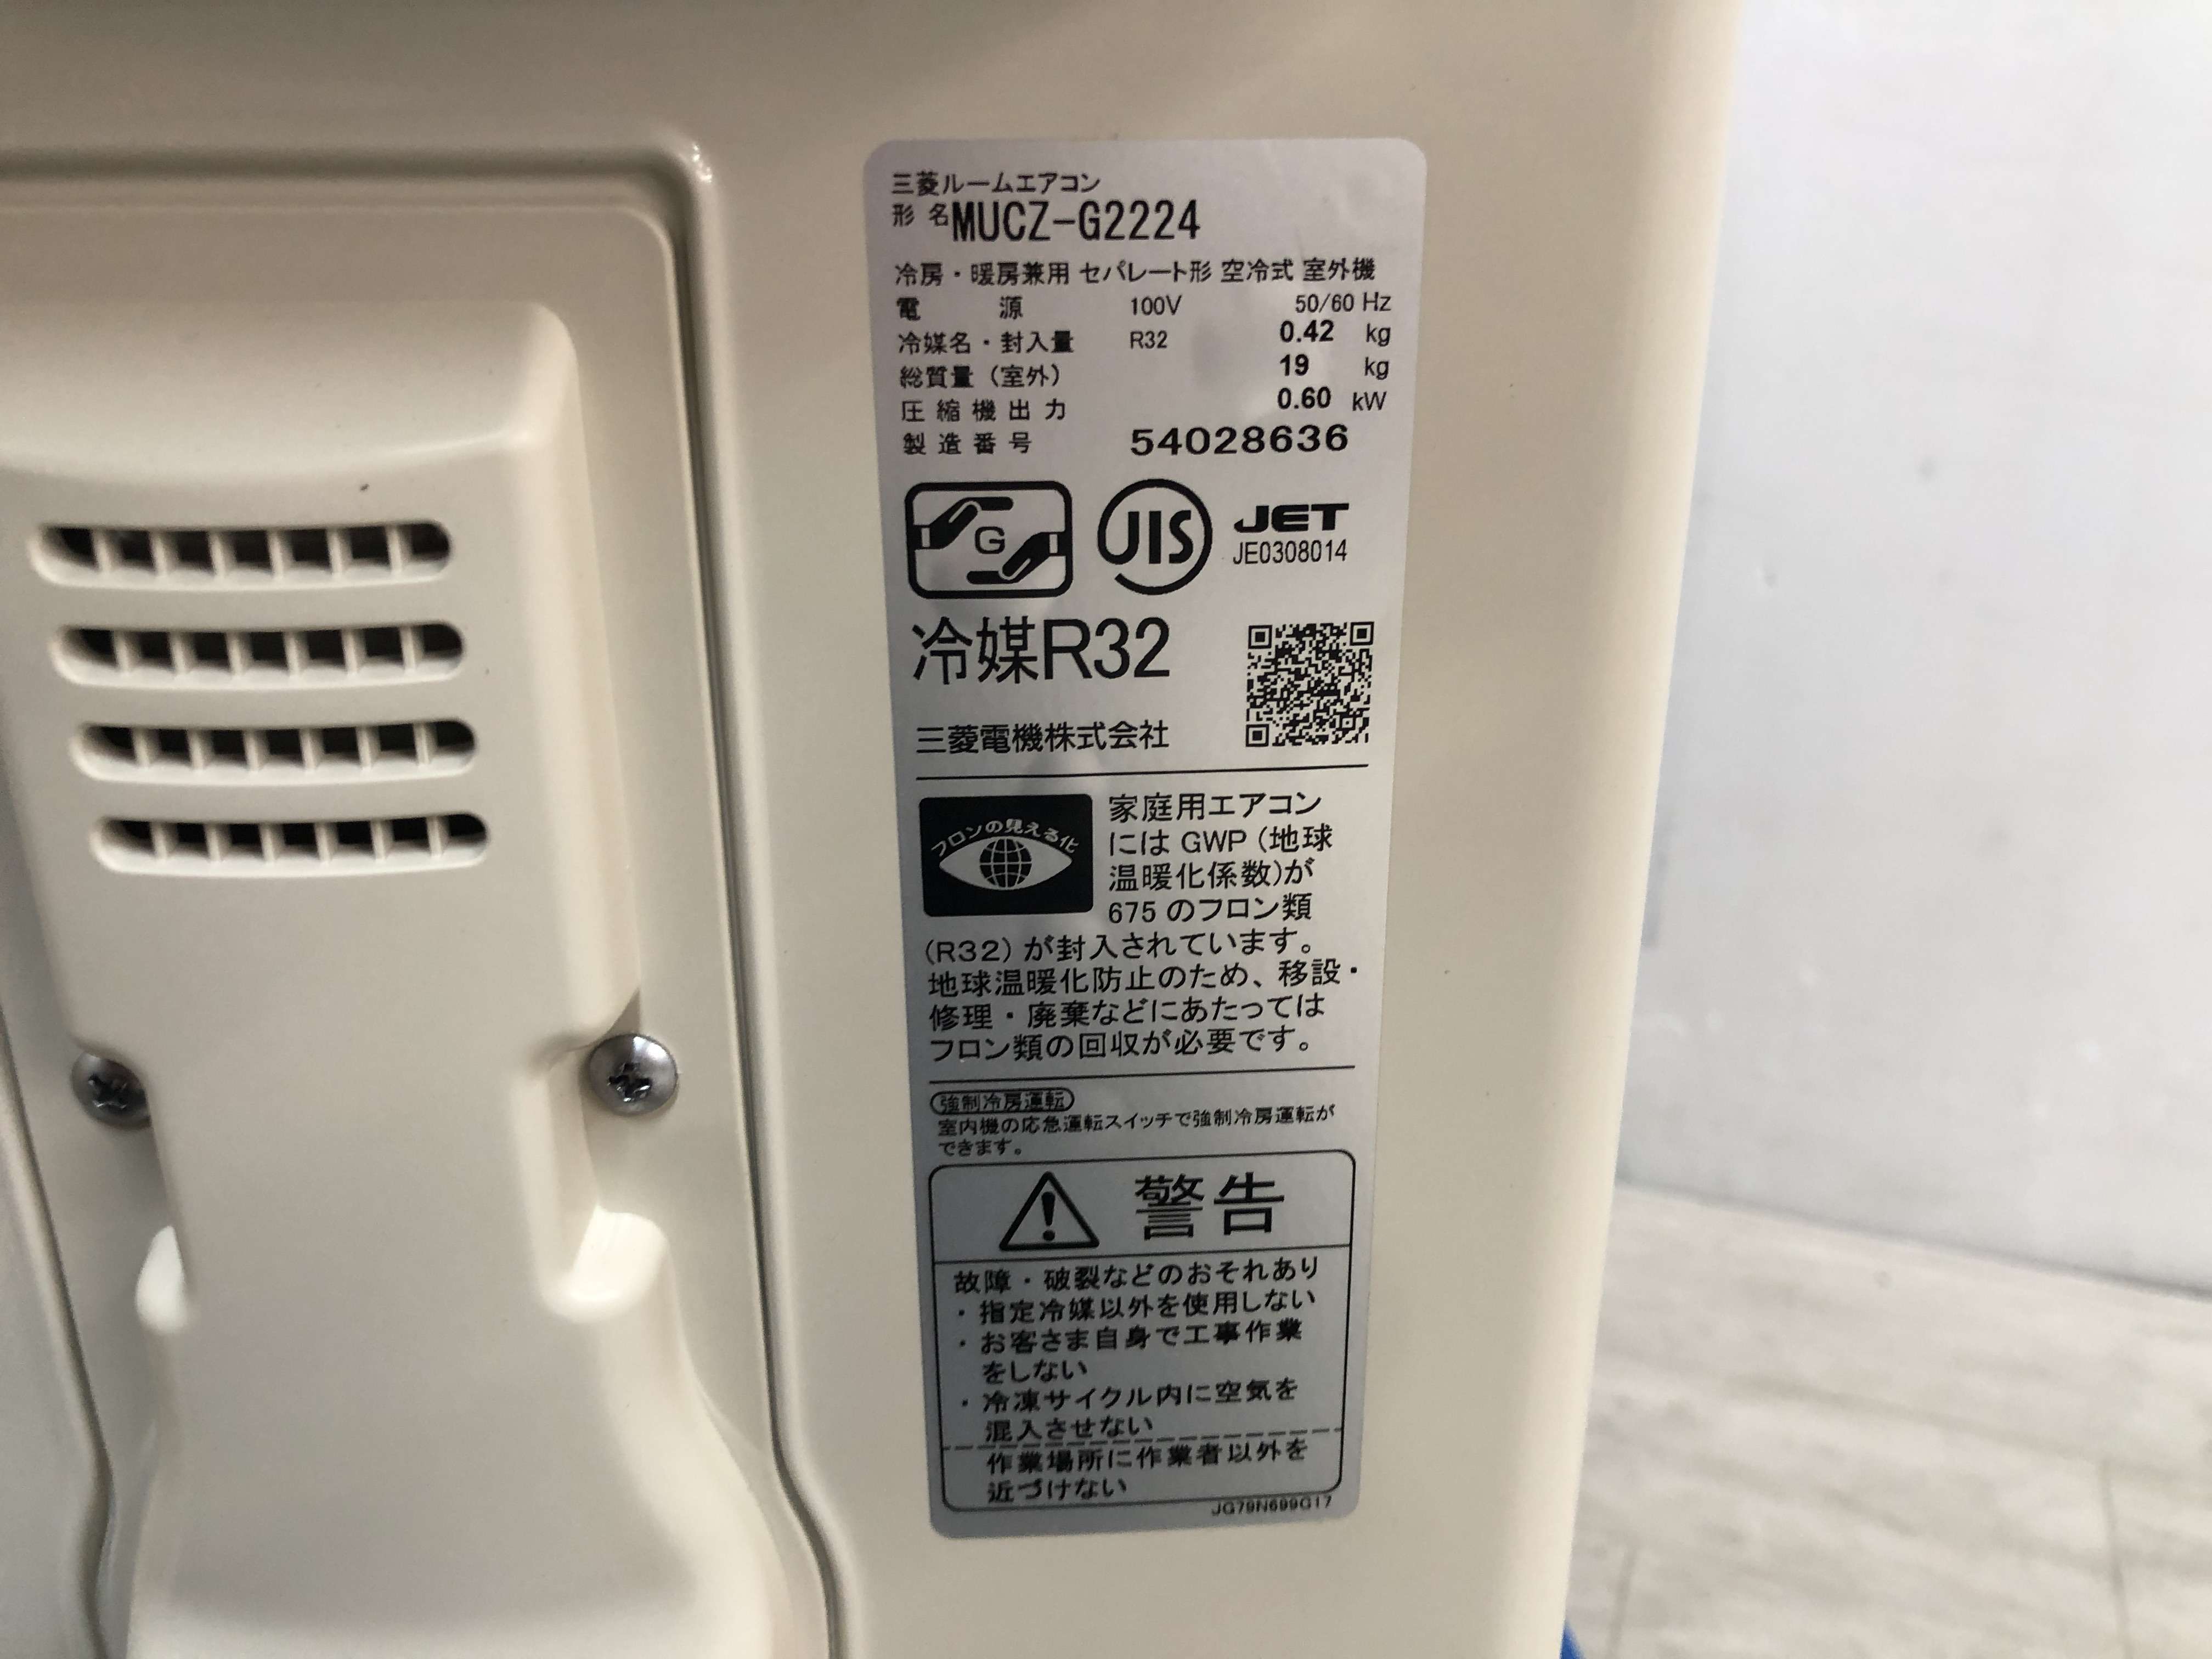 三菱ルームエアコン
形 名 MUCZ-G2224
冷房・暖房兼用 セパレート形 空冷式 室外機
電 源 100V 50/60 Hz
冷媒名・封入量 R32 0.42 kg
総質量（室外） 19 kg
圧縮機出力 0.60 kW
製造番号 54028636
G JIS JET
JE0308014
冷媒R32
三菱電機株式会社
フロンの見える化
家庭用エアコン
には GWP（地球
温暖化係数）が
675 のフロン類
（R32）が封入されています。
地球温暖化防止のため、移設・
修理・廃棄などにあたっては
フロン類の回収が必要です。
強制冷房運転
室内機の応急運転スイッチで強制冷房運転が
できます。
警告
故障・破裂などのおそれあり
・指定冷媒以外を使用しない
・お客さま自身で工事作業
をしない
・冷凍サイクル内に空気を
混入させない
作業場所に作業者以外を
近づけない
JG79N699G17